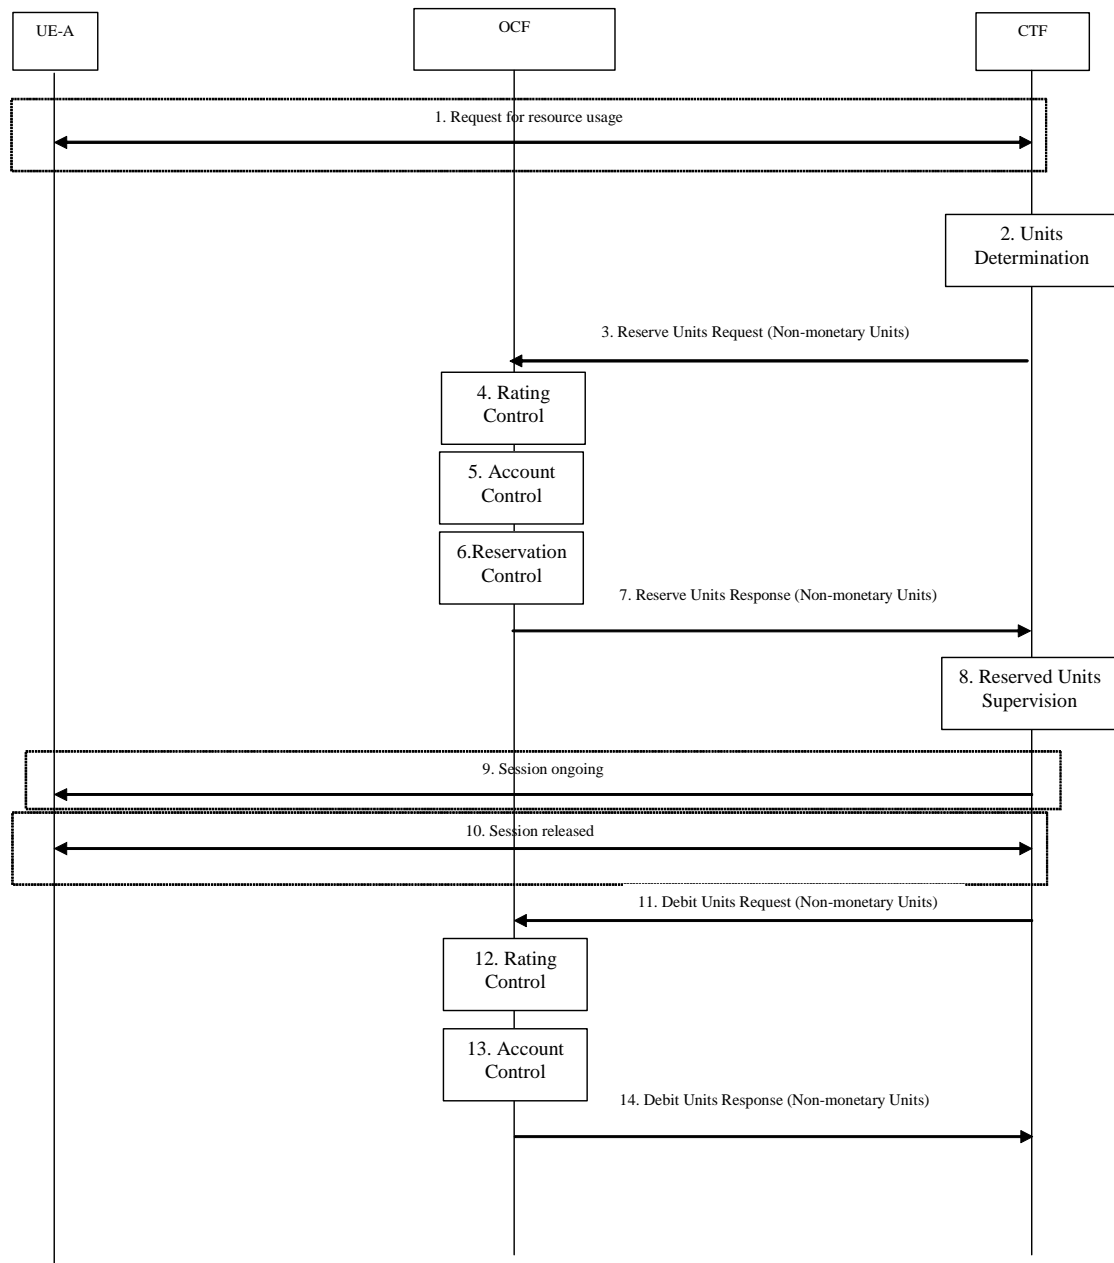 UE-A
OCF
CTF
1. Request for resource usage
2. Units
Determination
3. Reserve Units Request (Non-monetary Units)
4. Rating
Control
5. Account
Control
6.Reservation
Control
7. Reserve Units Response (Non-monetary Units)
8. Reserved Units
Supervision
9. Session ongoing
10. Session released
11. Debit Units Request (Non-monetary Units)
12. Rating
Control
13. Account
Control
14. Debit Units Response (Non-monetary Units)